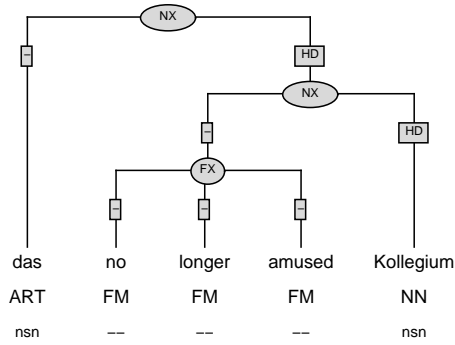 NX
– HD
NX
– HD
FX
– – –
das no longer amused Kollegium
ART FM FM FM NN
nsn –– –– –– nsn